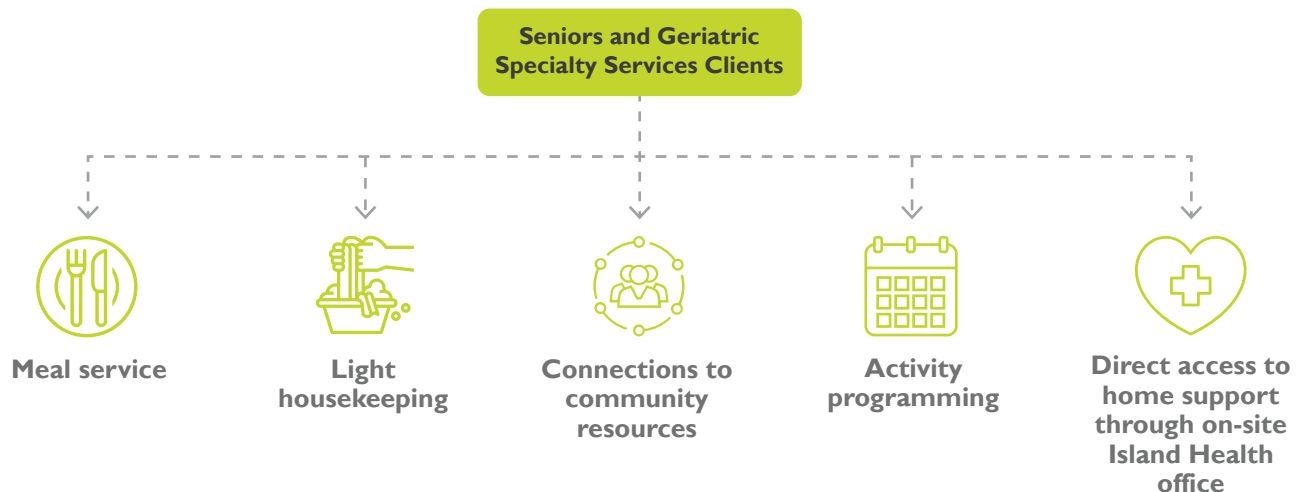 Seniors and Geriatric
Specialty Services Clients
Meal service
Light
housekeeping
Connections to
community
resources
Activity
programming
Direct access to
home support
through on-site
Island Health
office